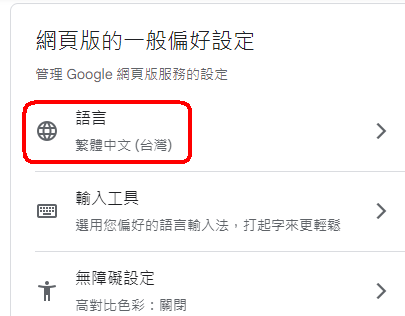 網頁版的一般偏好設定
管理 Google 網頁版服務的設定
語言
繁體中文 (台灣)
輸入工具
選用您偏好的語言輸入法，打起字來更輕鬆
無障礙設定
高對比色彩：關閉